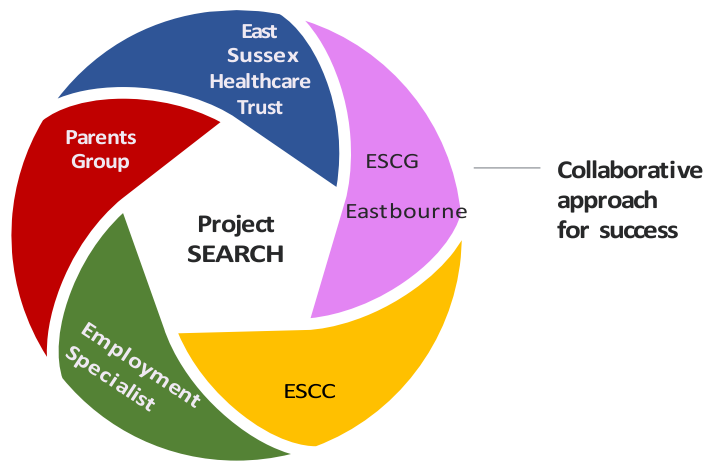 East
Sussex
Healthcare
Trust
Parents
Group
ESCG
Eastbourne
Collaborative
approach
for success
Project
SEARCH
Employment
Specialist
ESCC